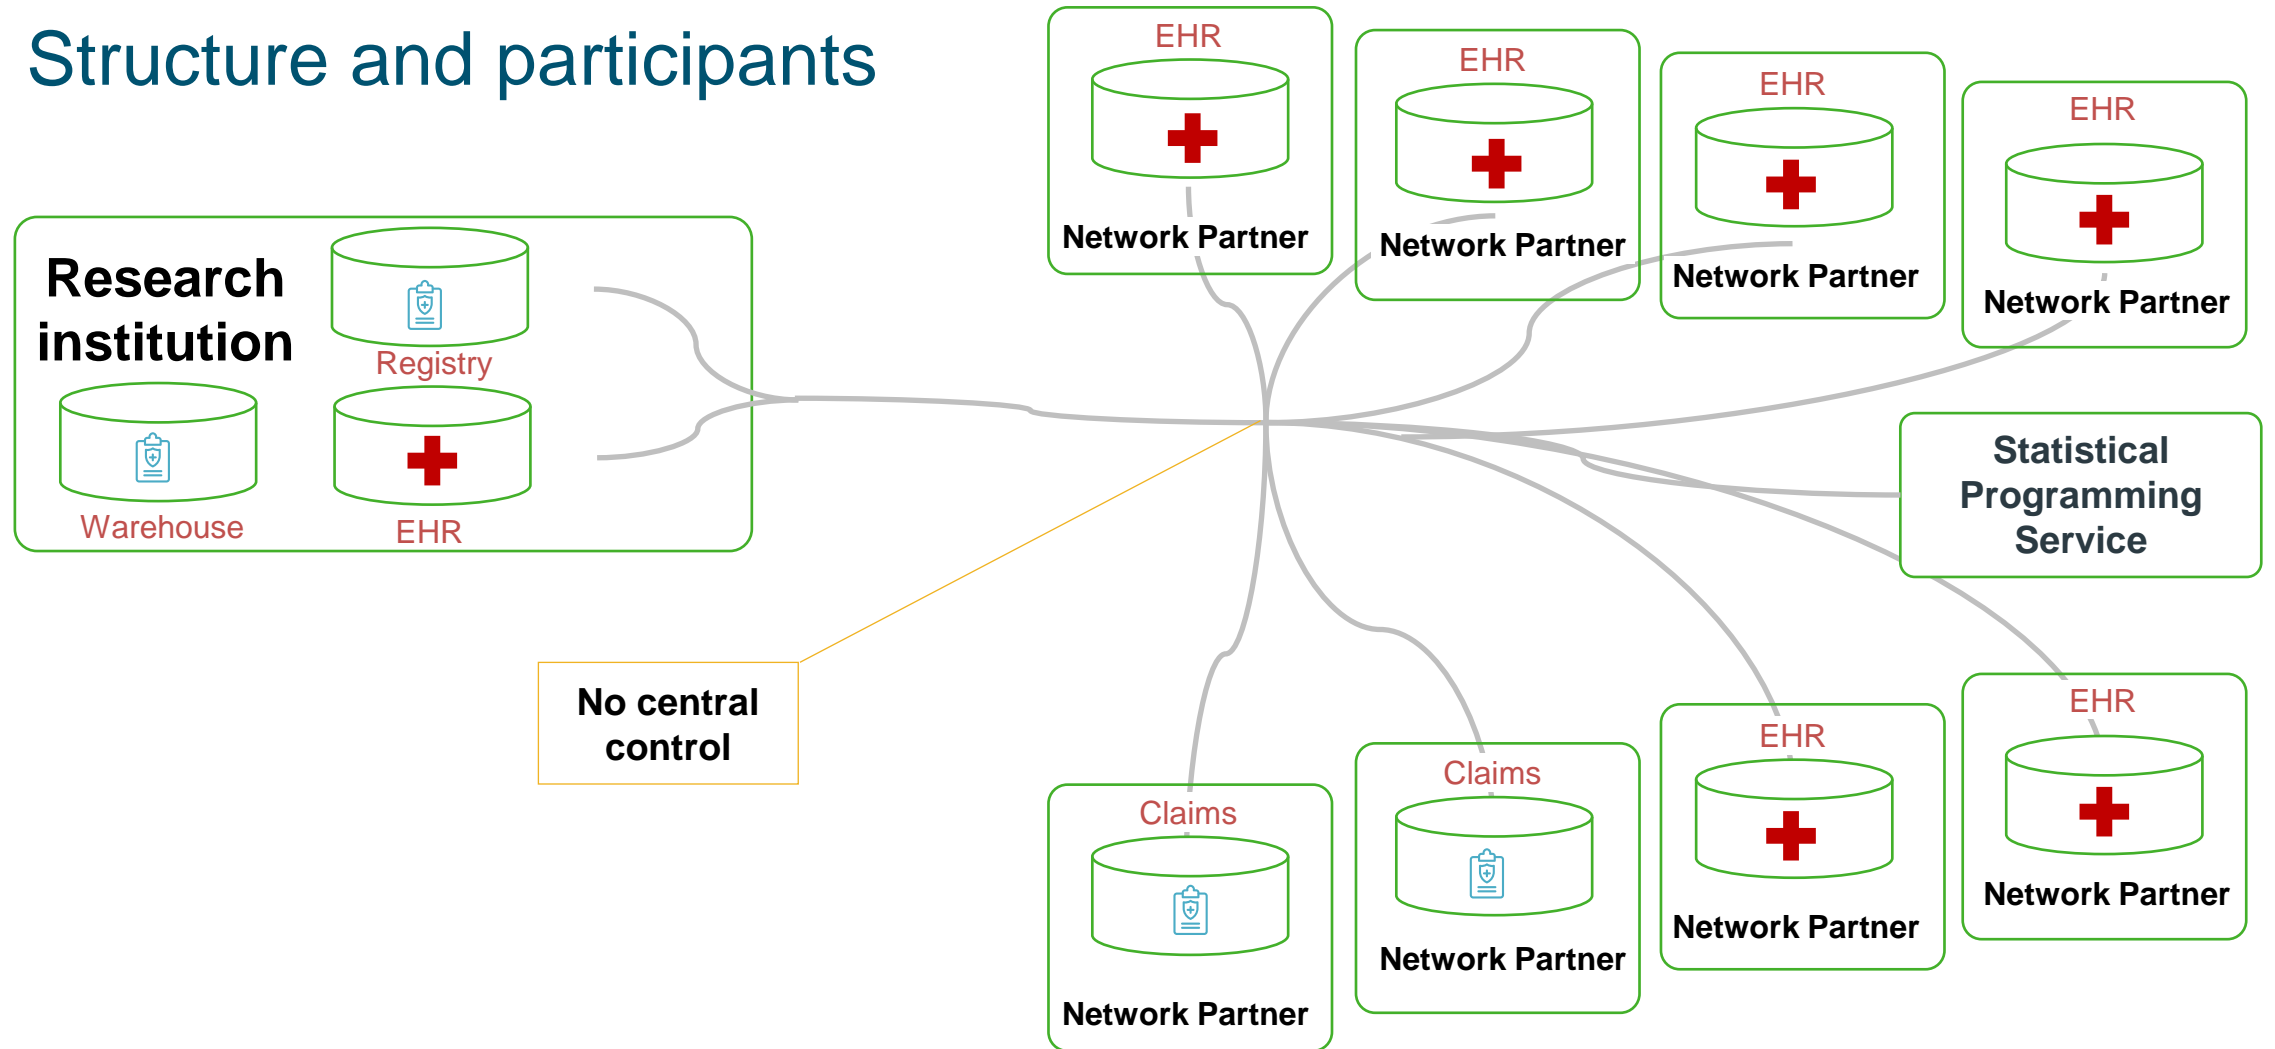 Structure and participants
EHR
Network Partner
EHR
Network Partner
EHR
Network Partner
EHR
Network Partner
Research
institution
Registry
Warehouse
EHR
Statistical
Programming
Service
No central
control
Claims
Network Partner
Claims
Network Partner
EHR
Network Partner
EHR
Network Partner